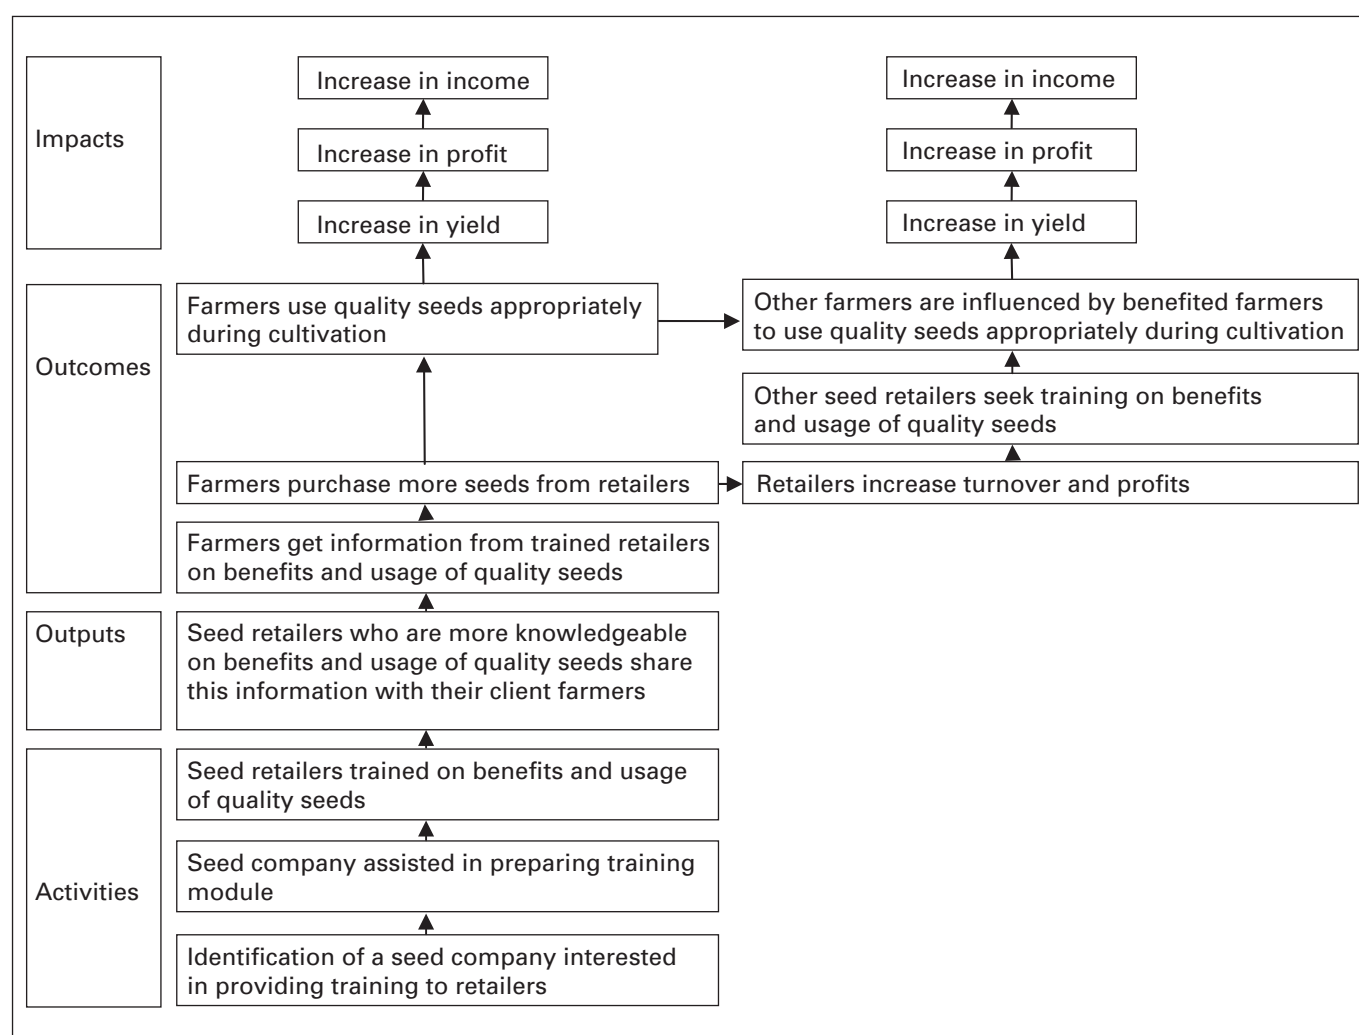 Impacts
Increase in income
Increase in profit
Increase in yield
Increase in income
Increase in profit
Increase in yield
Outcomes
Farmers use quality seeds appropriately
during cultivation
Other farmers are influenced by benefited farmers
to use quality seeds appropriately during cultivation
Other seed retailers seek training on benefits
and usage of quality seeds
Farmers purchase more seeds from retailers
Retailers increase turnover and profits
Farmers get information from trained retailers
on benefits and usage of quality seeds
Outputs
Seed retailers who are more knowledgeable
on benefits and usage of quality seeds share
this information with their client farmers
Activities
Seed retailers trained on benefits and usage
of quality seeds
Seed company assisted in preparing training
module
Identification of a seed company interested
in providing training to retailers